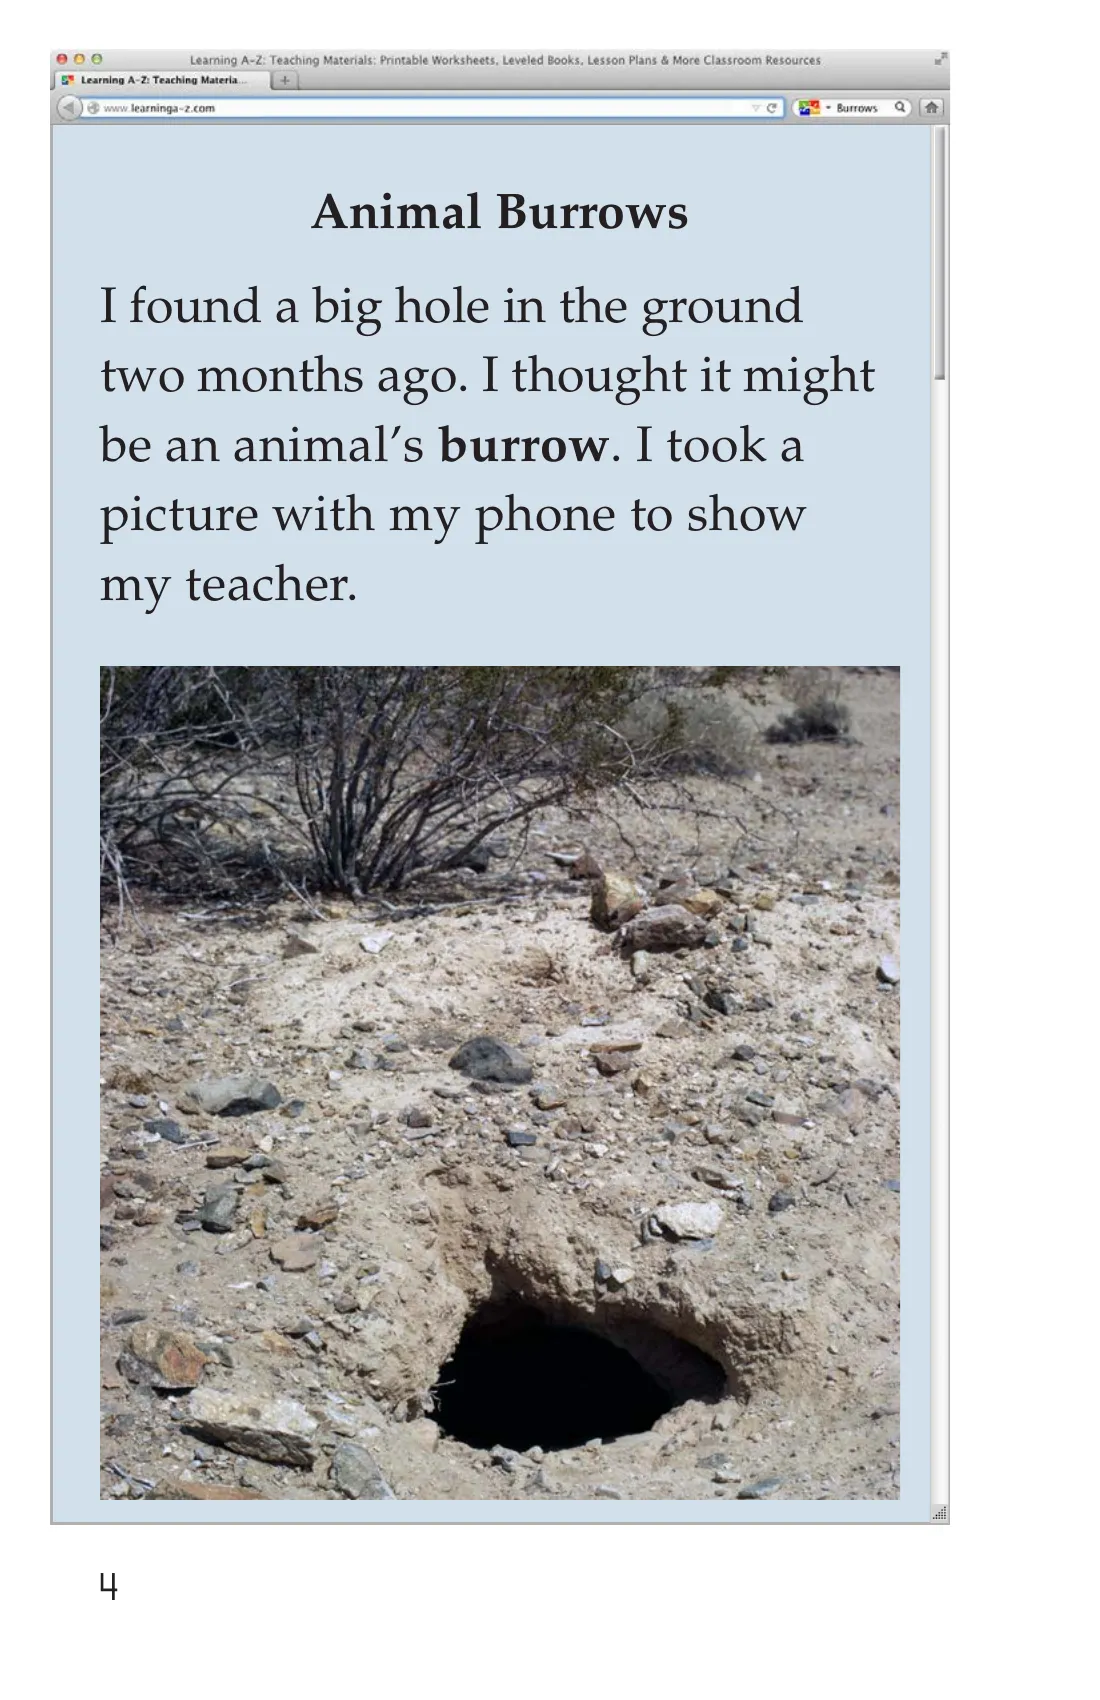 Learning A-Z: Teaching Materials: Printable Worksheets, Leveled Books, Lesson Plans & More Classroom Resources
Learning A-Z: Teaching Materia...
www.learninga-z.com
Burrows
Animal Burrows
I found a big hole in the ground
two months ago. I thought it might
be an animal’s burrow. I took a
picture with my phone to show
my teacher.
4